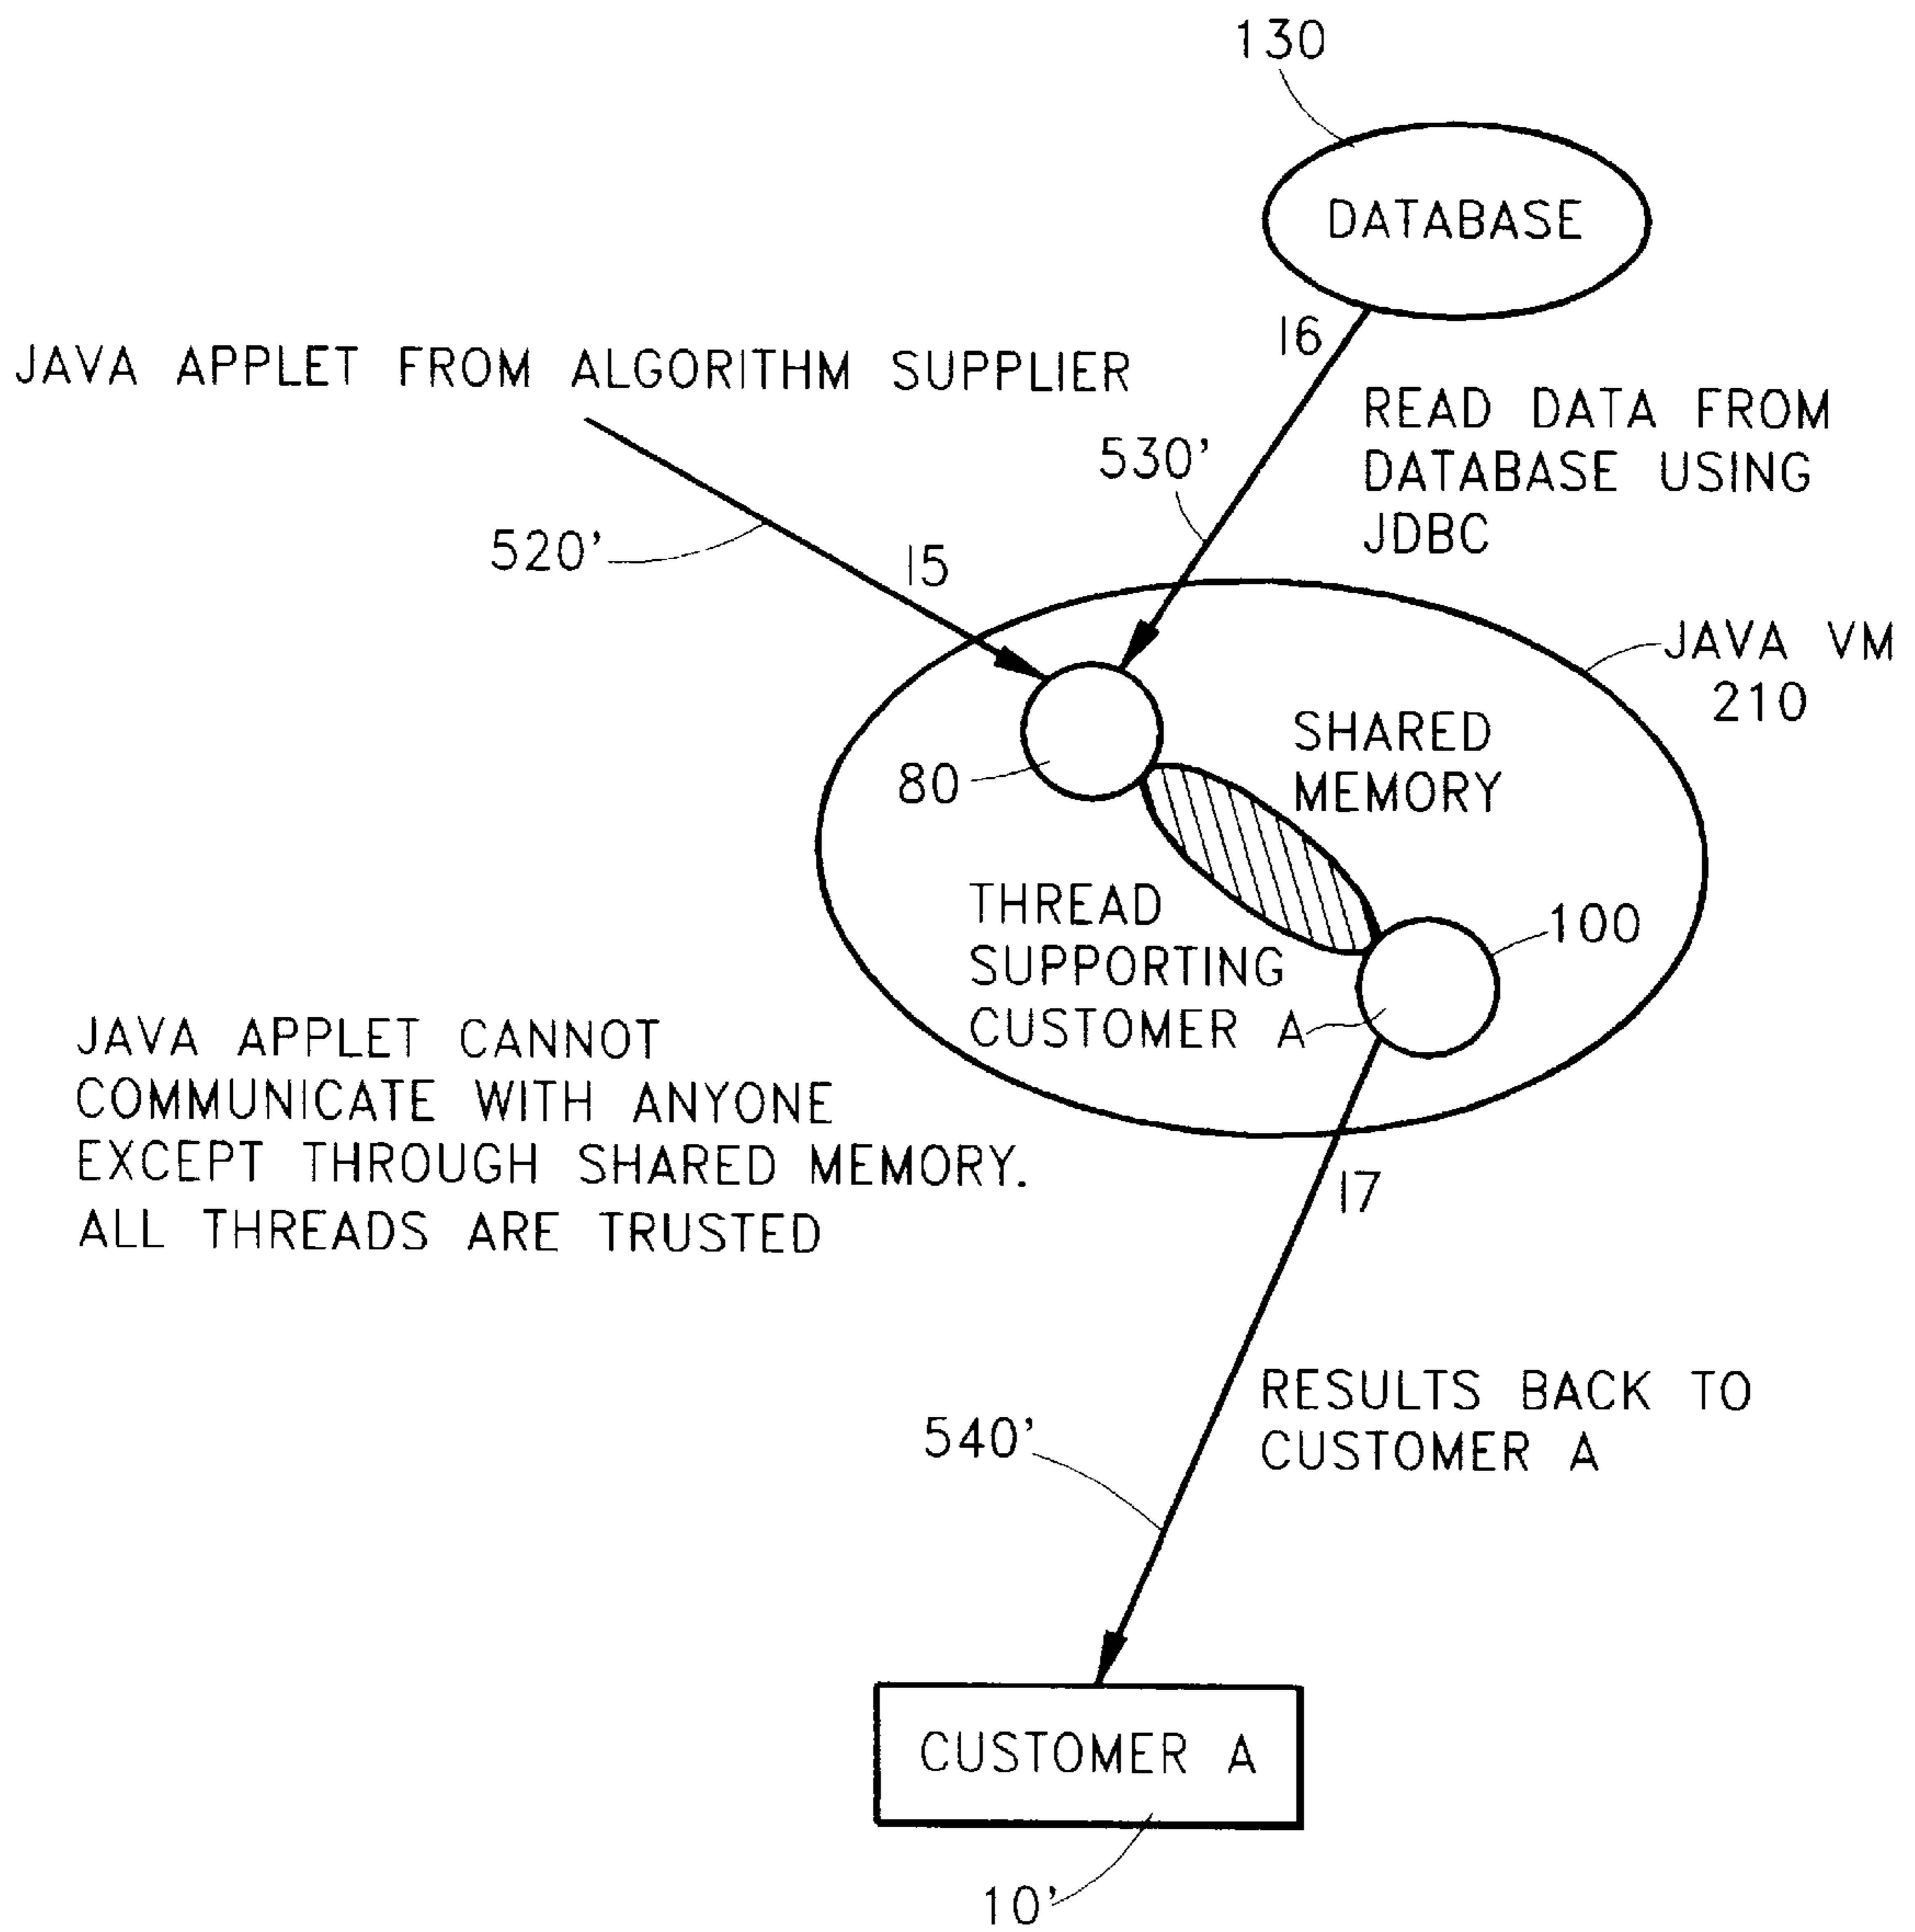 130
DATABASE
16
JAVA APPLET FROM ALGORITHM SUPPLIER
READ DATA FROM
DATABASE USING
JDBC
530'
520'
15
JAVA VM
210
SHARED
MEMORY
80
THREAD
SUPPORTING
CUSTOMER A
100
JAVA APPLET CANNOT
COMMUNICATE WITH ANYONE
EXCEPT THROUGH SHARED MEMORY.
ALL THREADS ARE TRUSTED
17
RESULTS BACK TO
CUSTOMER A
540'
CUSTOMER A
10'